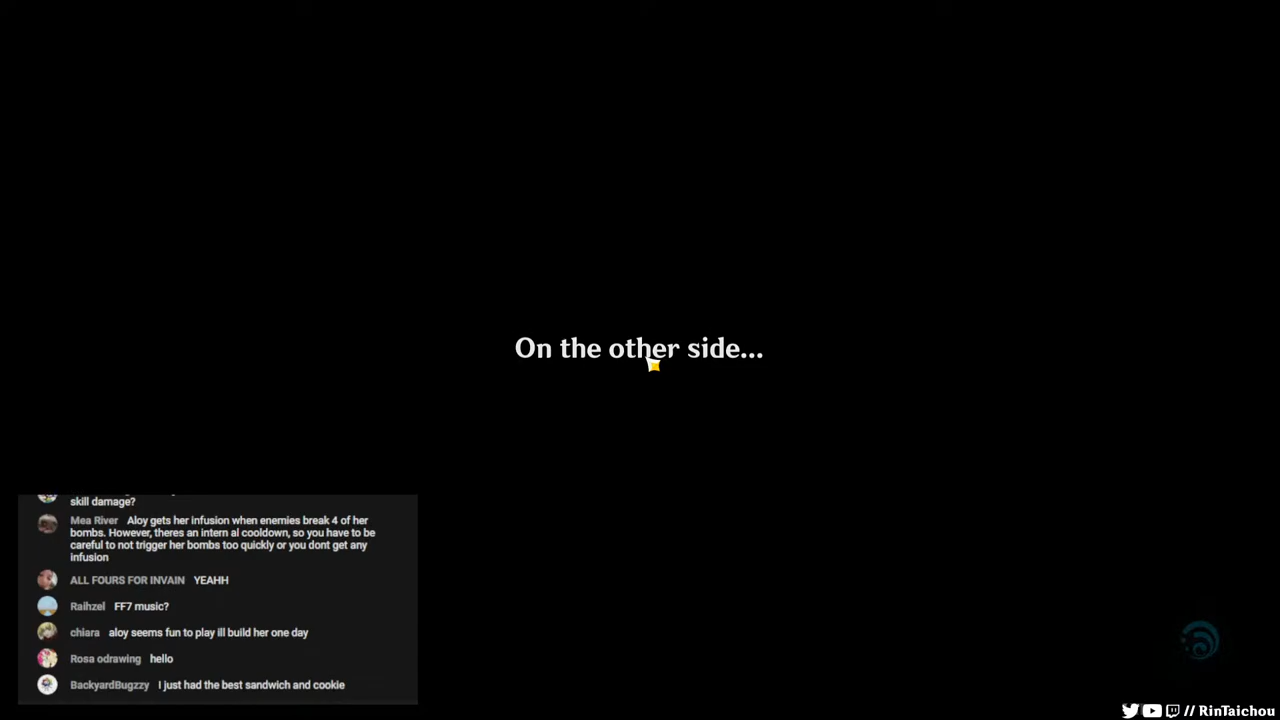 On the other side...
skill damage?
Mea River Aloy gets her infusion when enemies break 4 of her
bombs. However, theres an intern al cooldown, so you have to be
careful to not trigger her bombs too quickly or you dont get any
infusion
ALL FOURS FOR INVAIN YEAHH
Raihzel FF7 music?
chiara aloy seems fun to play ill build her one day
Rosa odrawing hello
BackyardBugzzy I just had the best sandwich and cookie
// RinTaichou